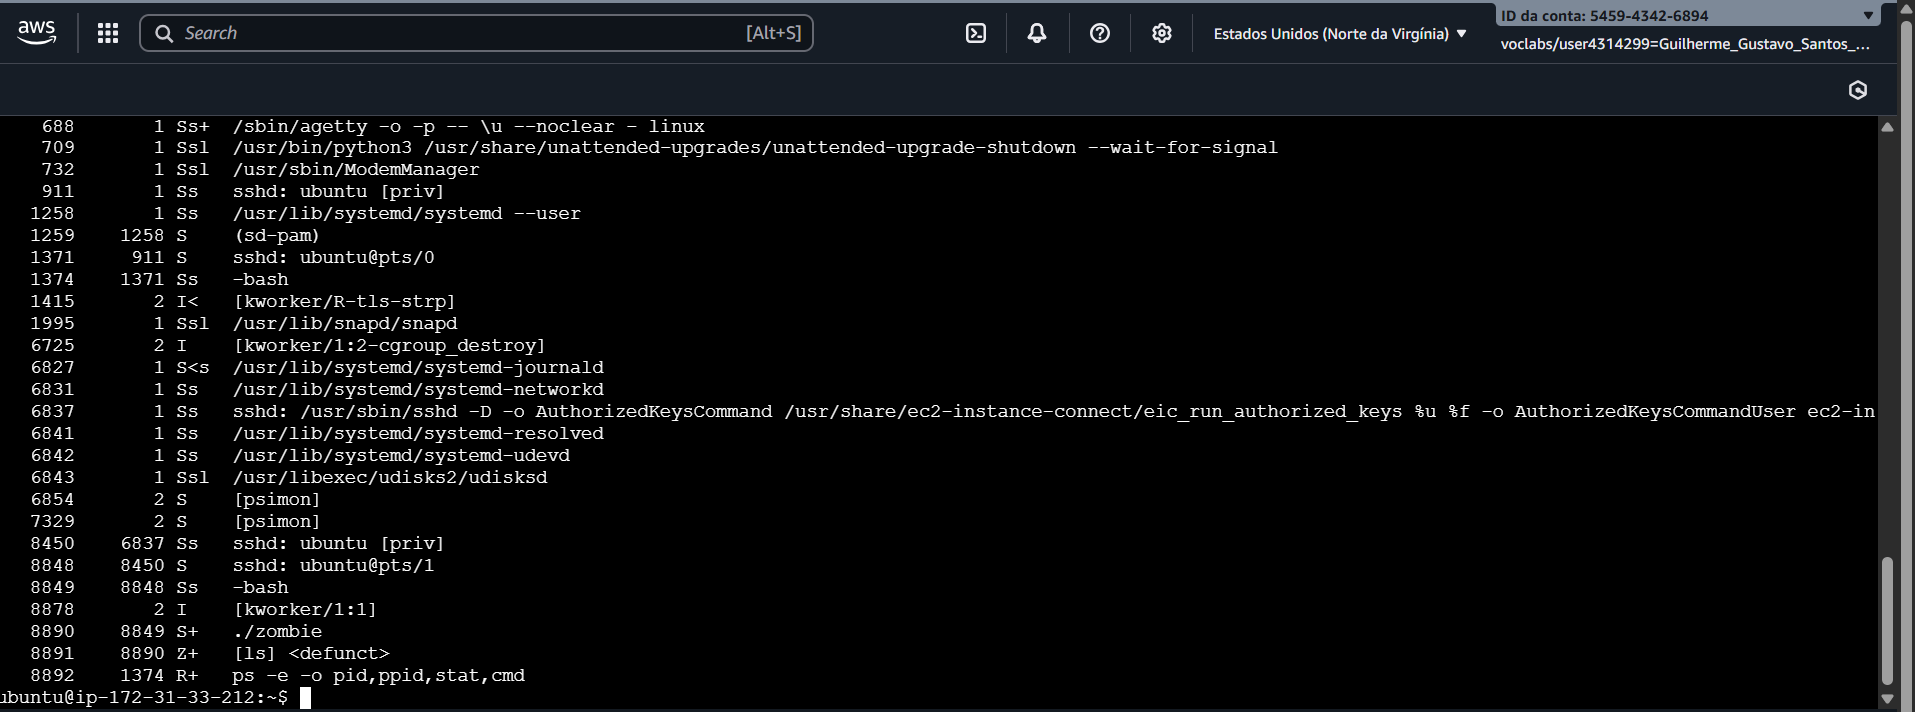 aws
Search [Alt+S]
Estados Unidos (Norte da Virgínia)
ID da conta: 5459-4342-6894
voclabs/user4314299=Guilherme_Gustavo_Santos_...
688 1 Ss+ /sbin/agetty -o -p -- \u --noclear - linux
709 1 Ssl /usr/bin/python3 /usr/share/unattended-upgrades/unattended-upgrade-shutdown --wait-for-signal
732 1 Ssl /usr/sbin/ModemManager
911 1 Ss sshd: ubuntu [priv]
1258 1 Ss /usr/lib/systemd/systemd --user
1259 1258 S (sd-pam)
1371 911 S sshd: ubuntu@pts/0
1374 1371 Ss -bash
1415 2 I< [kworker/R-tls-strp]
1995 1 Ssl /usr/lib/snapd/snapd
6725 2 I [kworker/1:2-cgroup_destroy]
6827 1 S<s /usr/lib/systemd/systemd-journald
6831 1 Ss /usr/lib/systemd/systemd-networkd
6837 1 Ss sshd: /usr/sbin/sshd -D -o AuthorizedKeysCommand /usr/share/ec2-instance-connect/eic_run_authorized_keys %u %f -o AuthorizedKeysCommandUser ec2-in
6841 1 Ss /usr/lib/systemd/systemd-resolved
6842 1 Ss /usr/lib/systemd/systemd-udevd
6843 1 Ssl /usr/libexec/udisks2/udisksd
6854 2 S [psimon]
7329 2 S [psimon]
8450 6837 Ss sshd: ubuntu [priv]
8848 8450 S sshd: ubuntu@pts/1
8849 8848 Ss -bash
8878 2 I [kworker/1:1]
8890 8849 S+ ./zombie
8891 8890 Z+ [ls] <defunct>
8892 1374 R+ ps -e -o pid,ppid,stat,cmd
ubuntu@ip-172-31-33-212:~$